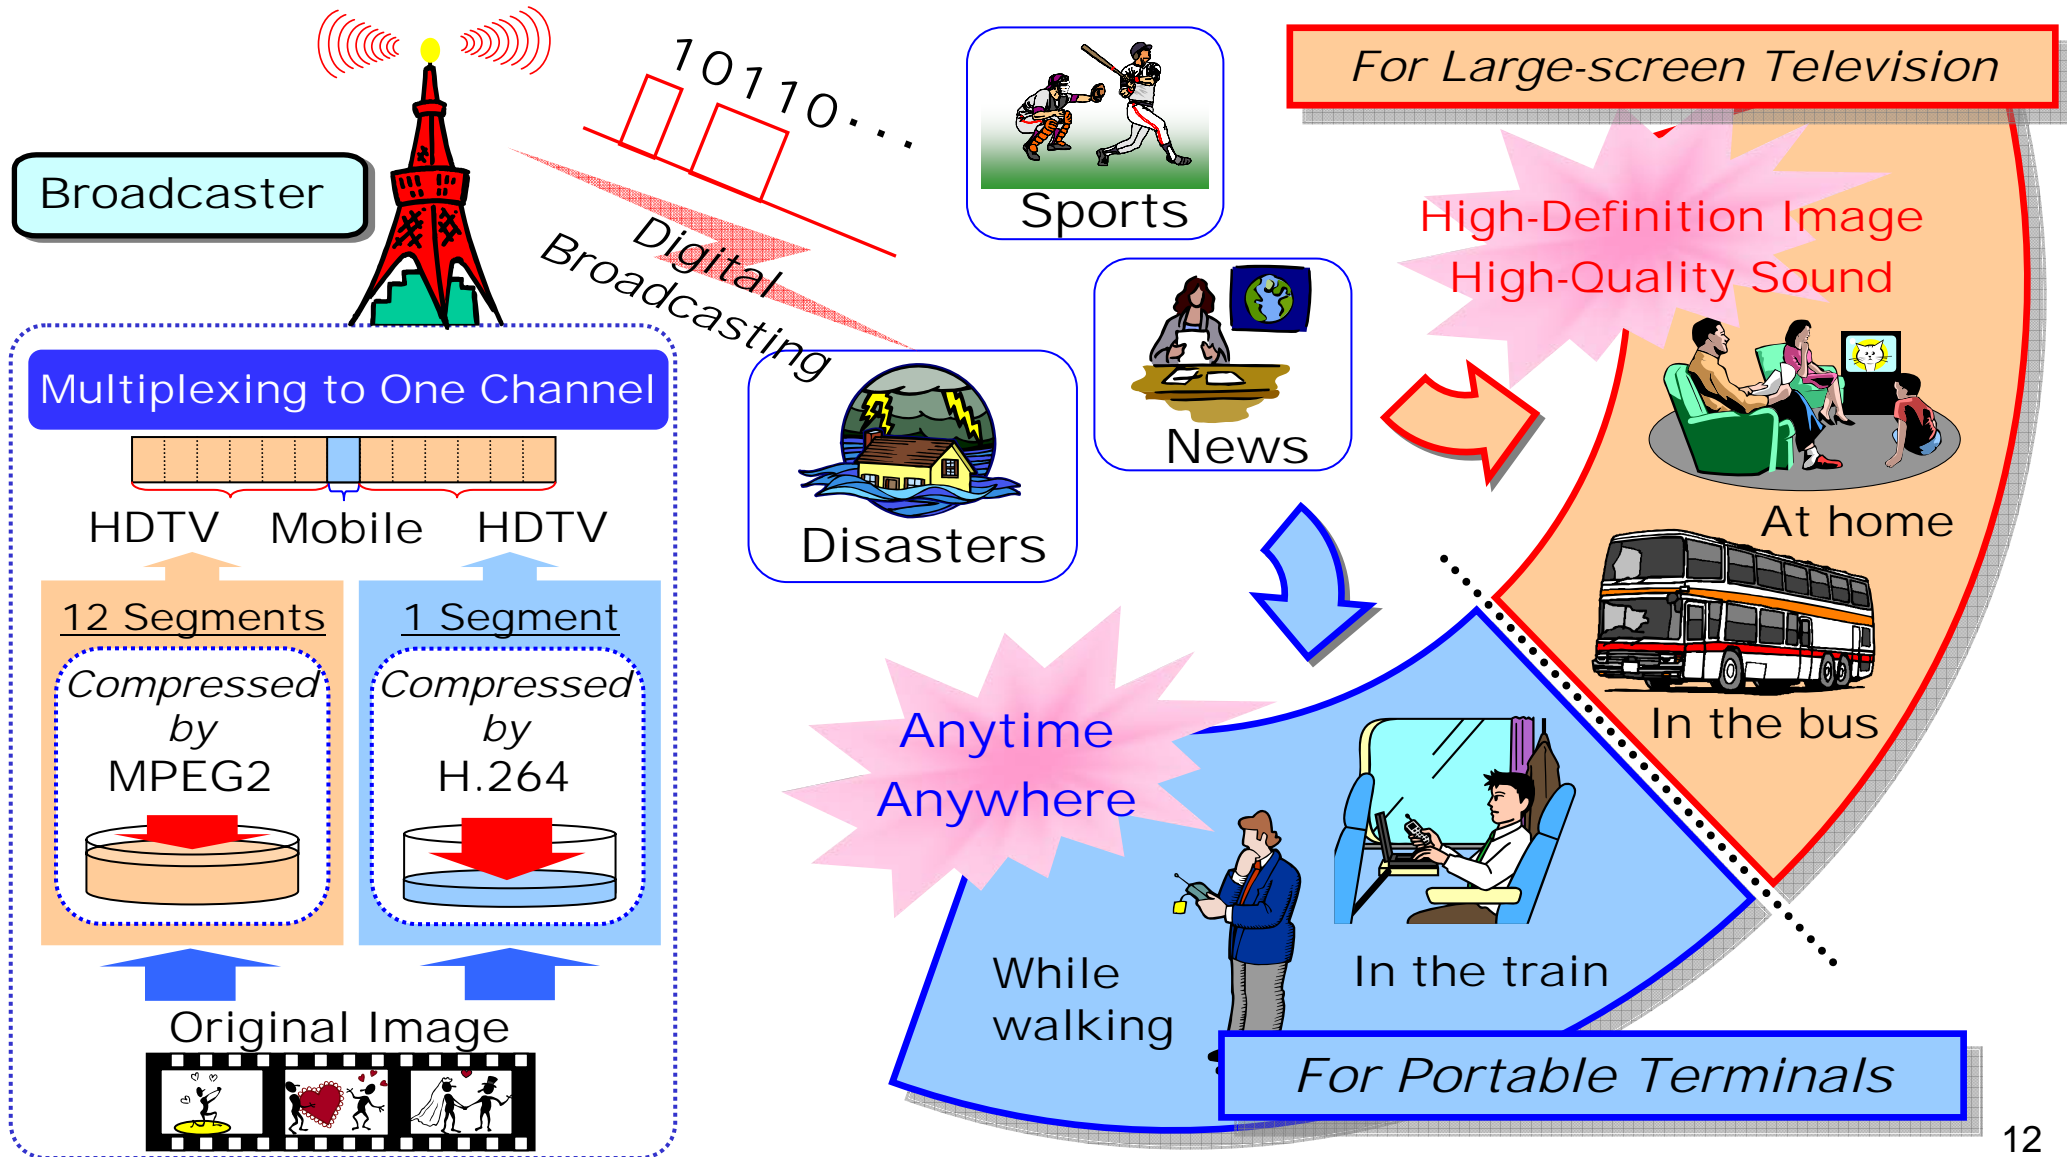 Broadcaster
10110...
Digital
Broadcasting
Sports
News
Disasters
For Large-screen Television
High-Definition Image
High-Quality Sound
At home
In the bus
Multiplexing to One Channel
HDTV Mobile HDTV
12 Segments
Compressed
by
MPEG2
1 Segment
Compressed
by
H.264
Original Image
Anytime
Anywhere
While
walking
In the train
For Portable Terminals
12